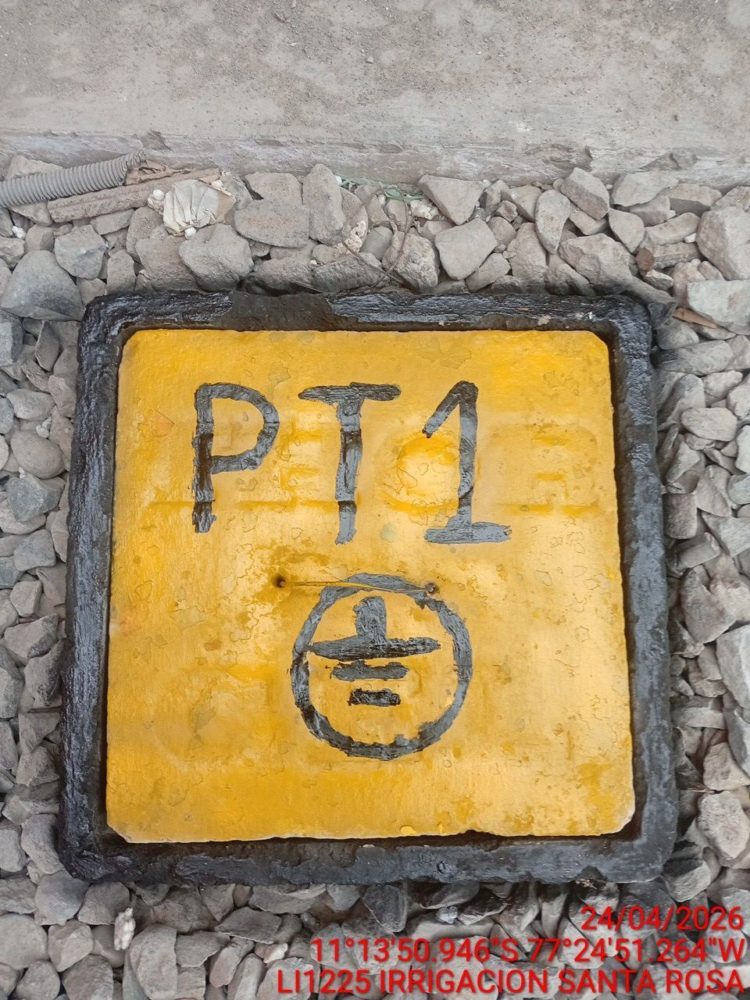 PT1
24/04/2026
11°13'50.946"S 77°24'51.264"W
LI1225 IRRIGACION SANTA ROSA